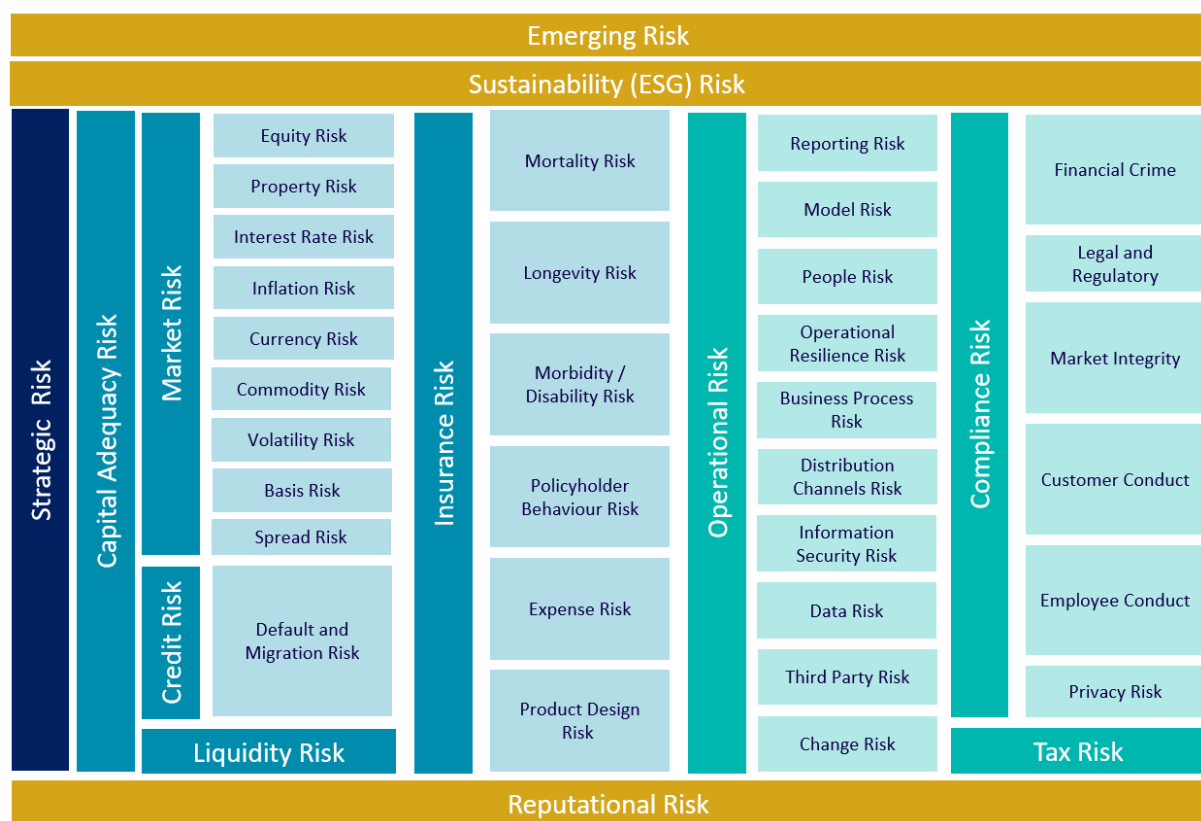 Emerging Risk
Sustainability (ESG) Risk
Strategic Risk
Capital Adequacy Risk
Market Risk
Equity Risk
Property Risk
Interest Rate Risk
Inflation Risk
Currency Risk
Commodity Risk
Volatility Risk
Basis Risk
Spread Risk
Credit Risk
Default and
Migration Risk
Liquidity Risk
Insurance Risk
Mortality Risk
Longevity Risk
Morbidity /
Disability Risk
Policyholder
Behaviour Risk
Expense Risk
Product Design
Risk
Operational Risk
Reporting Risk
Model Risk
People Risk
Operational
Resilience Risk
Business Process
Risk
Distribution
Channels Risk
Information
Security Risk
Data Risk
Third Party Risk
Change Risk
Compliance Risk
Financial Crime
Legal and
Regulatory
Market Integrity
Customer Conduct
Employee Conduct
Privacy Risk
Tax Risk
Reputational Risk